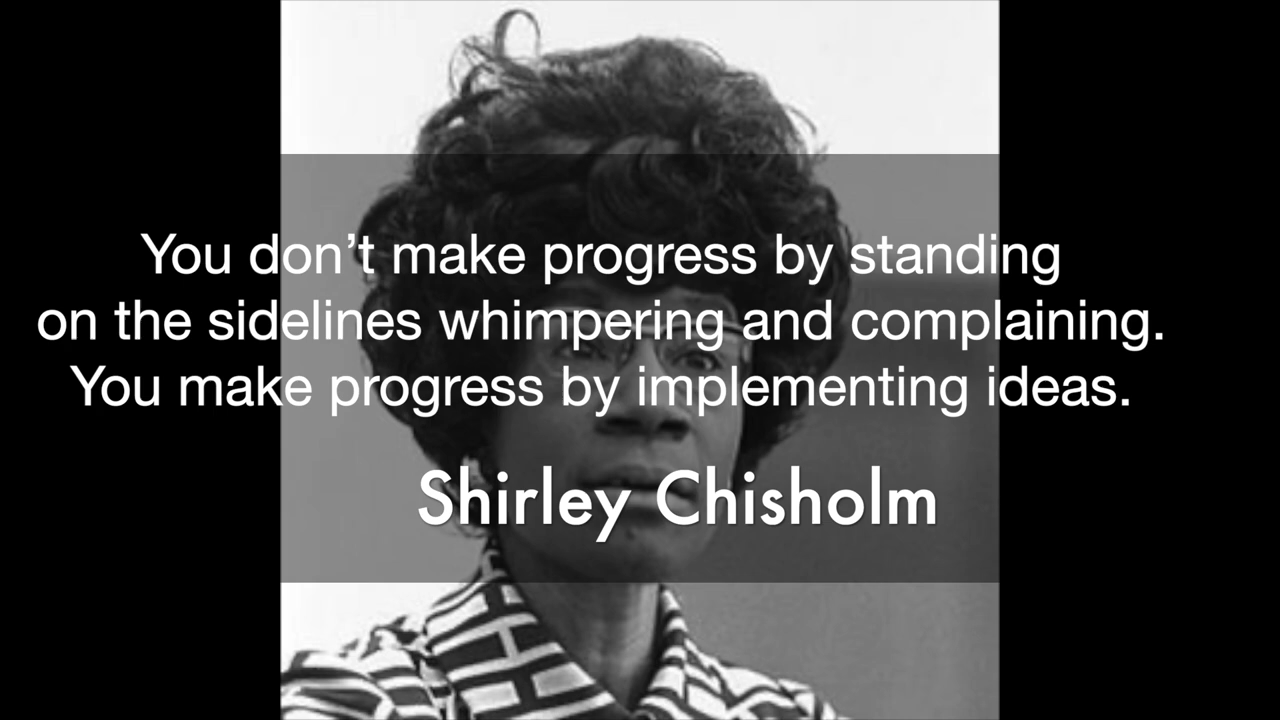 You don’t make progress by standing
on the sidelines whimpering and complaining.
You make progress by implementing ideas.
Shirley Chisholm